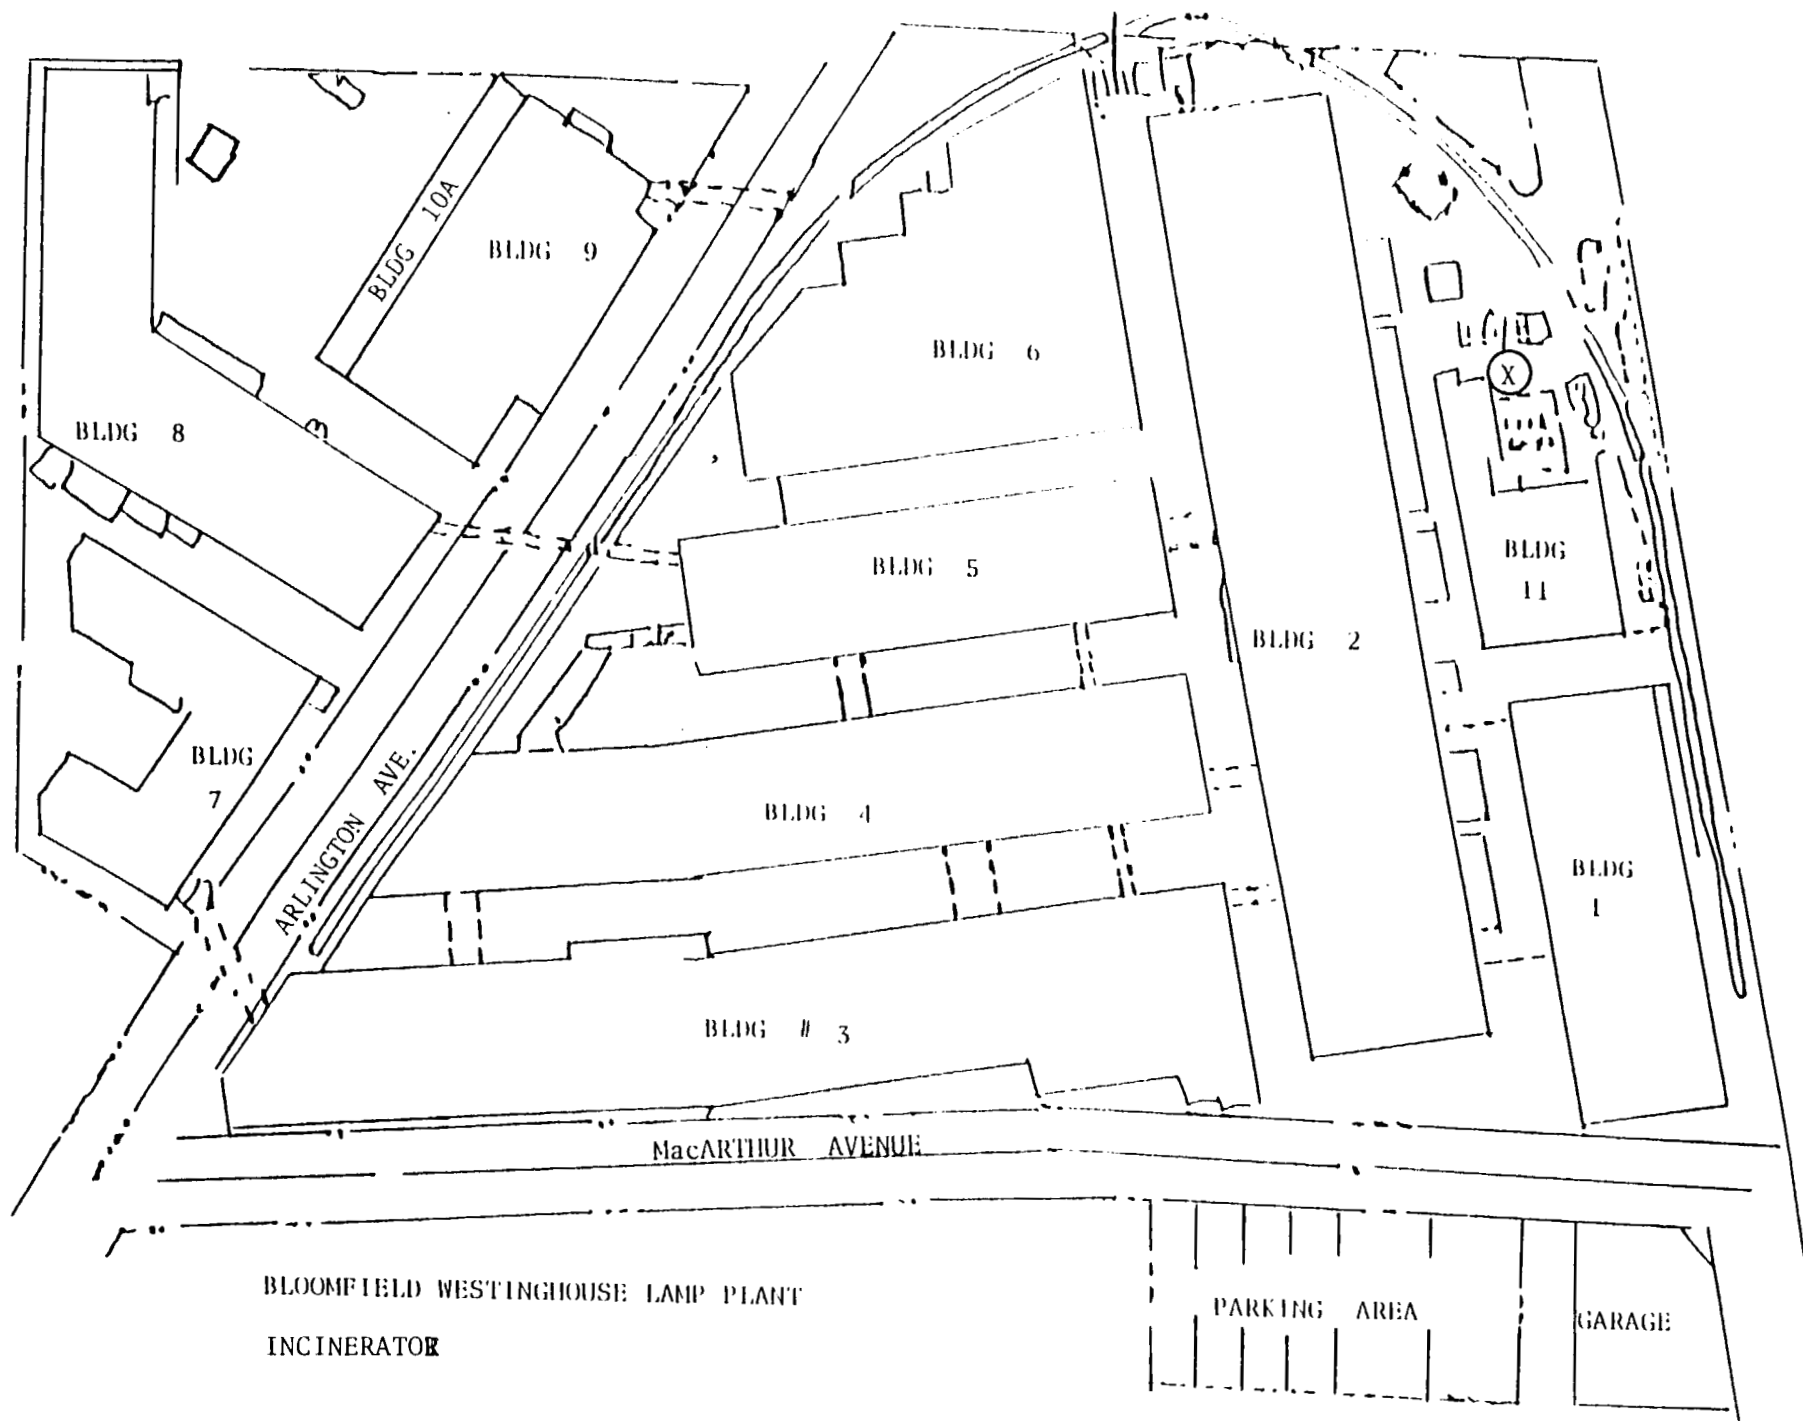 BLDG 10A
BLDG 9
BLDG 6
X
BLDG 8
BLDG 5
BLDG
11
BLDG 2
BLDG
7
ARLINGTON AVE.
BLDG 4
BLDG
1
BLDG # 3
MacARTHUR AVENUE
BLOOMFIELD WESTINGHOUSE LAMP PLANT
INCINERATOR
PARKING AREA
GARAGE